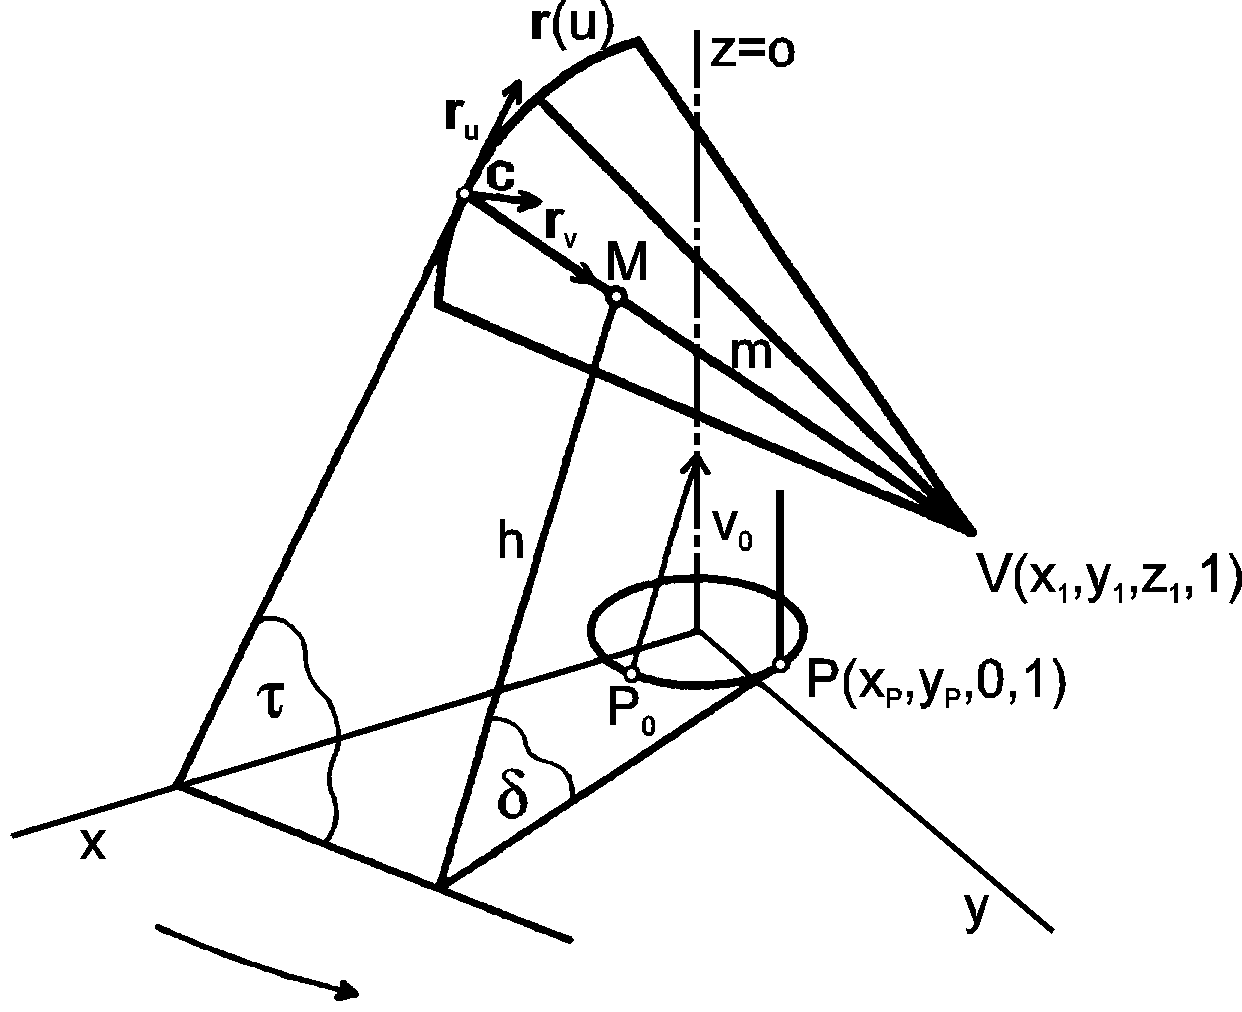 r(u)
z=o
r_u
c
r_v
M
m
h
v_0
V(x_1,y_1,z_1,1)
P_0
P(x_P,y_P,0,1)
τ
δ
x
y